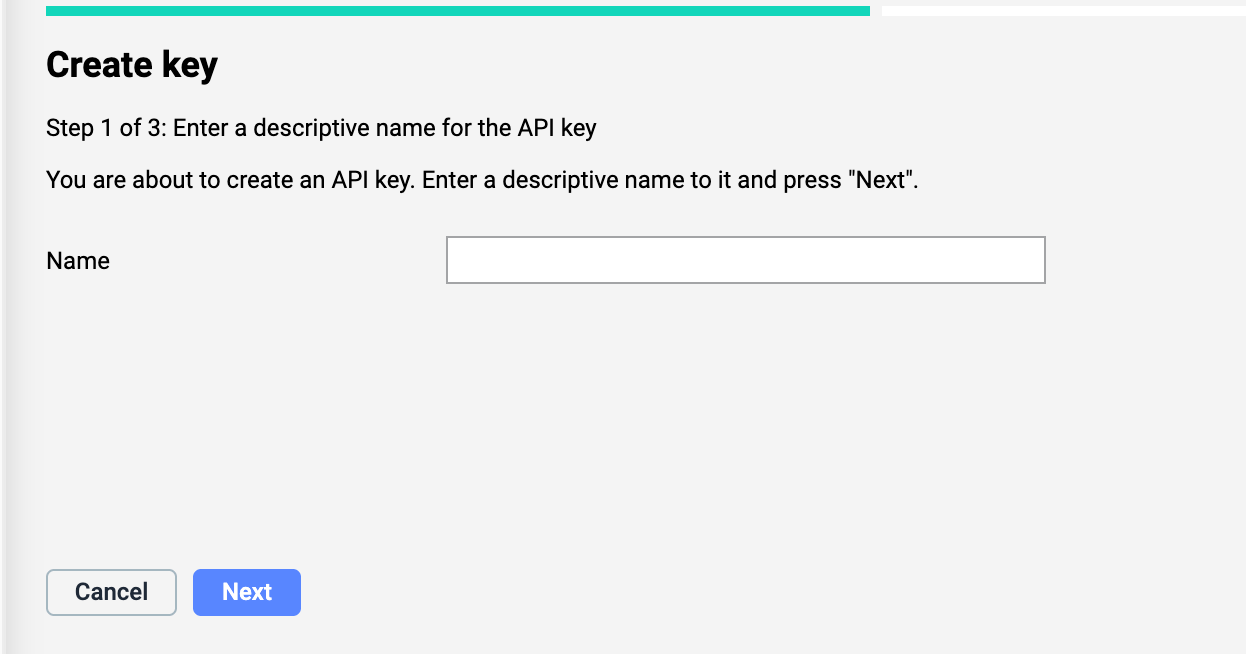 Create key
Step 1 of 3: Enter a descriptive name for the API key
You are about to create an API key. Enter a descriptive name to it and press "Next".
Name
Cancel
Next